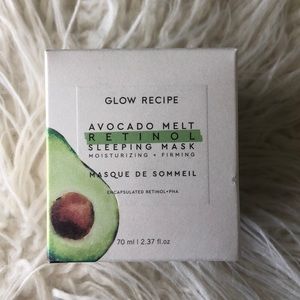 GLOW RECIPE
AVOCADO MELT
RETINOL
SLEEPING MASK
MOISTURIZING + FIRMING
MASQUE DE SOMMEIL
ENCAPSULATED RETINOL+PHA
70 ml | 2.37 fl.oz